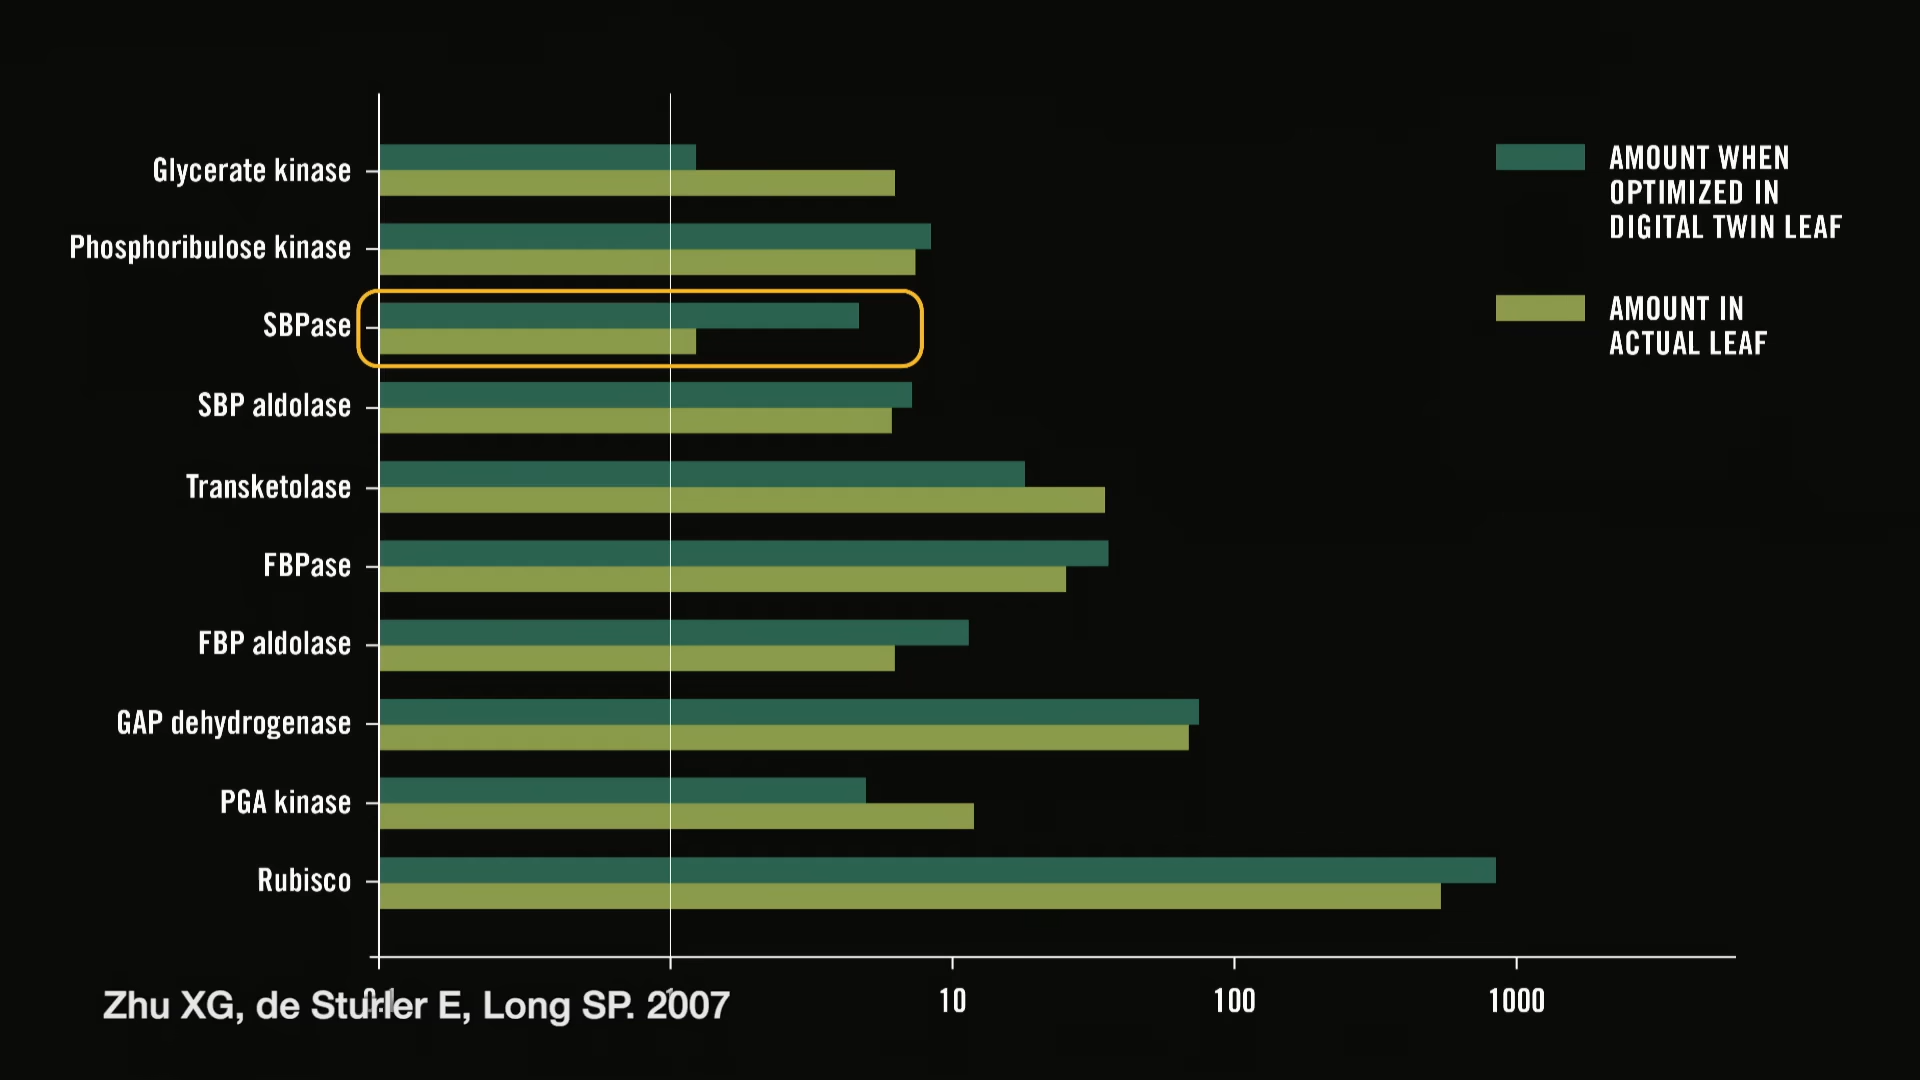 Glycerate kinase
Phosphoribulose kinase
SBPase
SBP aldolase
Transketolase
FBPase
FBP aldolase
GAP dehydrogenase
PGA kinase
Rubisco
AMOUNT WHEN
OPTIMIZED IN
DIGITAL TWIN LEAF
AMOUNT IN
ACTUAL LEAF
10
100
1000
Zhu XG, de Sturler E, Long SP. 2007